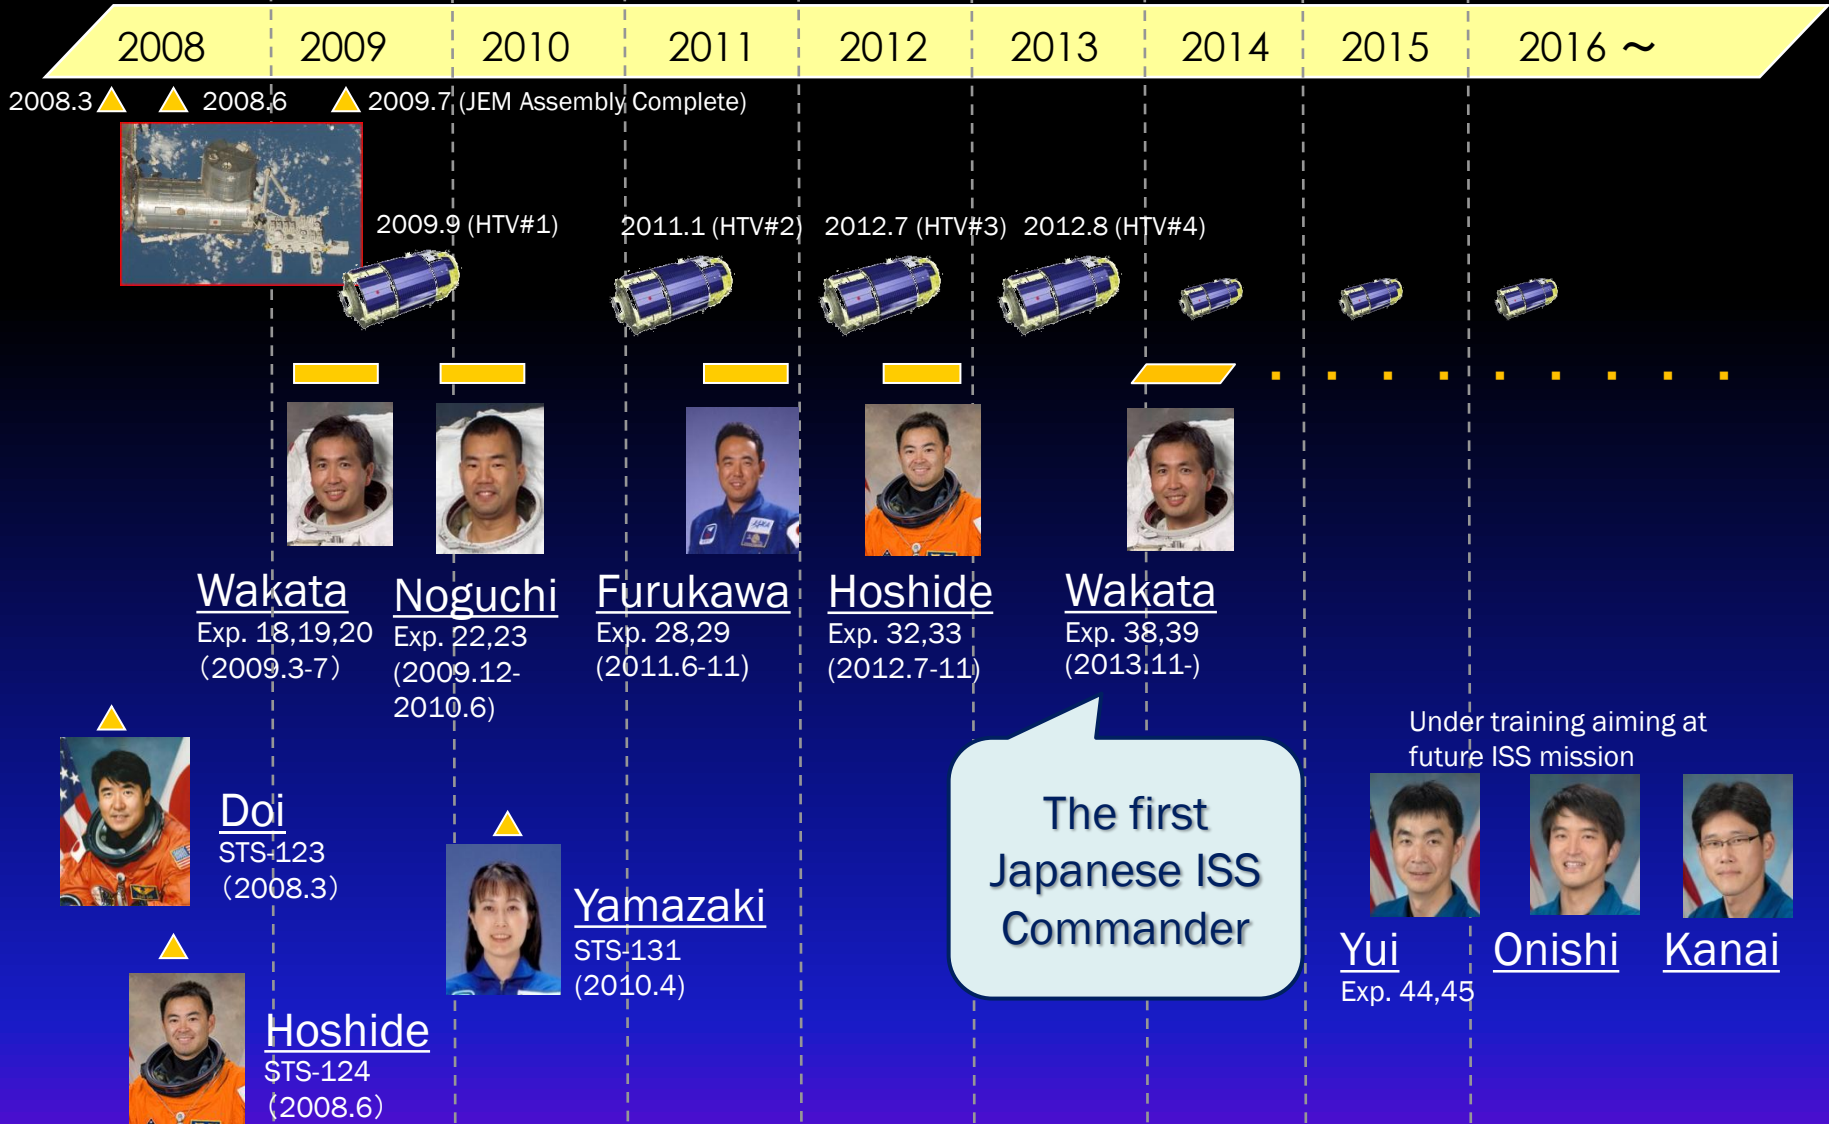 2008 2009 2010 2011 2012 2013 2014 2015 2016 ～
2008.3 2008.6 2009.7 (JEM Assembly Complete)
2009.9 (HTV#1) 2011.1 (HTV#2) 2012.7 (HTV#3) 2012.8 (HTV#4)
Wakata
Exp. 18,19,20
（2009.3-7）
Noguchi
Exp. 22,23
(2009.12-
2010.6)
Furukawa
Exp. 28,29
(2011.6-11)
Hoshide
Exp. 32,33
(2012.7-11)
Wakata
Exp. 38,39
(2013.11-)
The first
Japanese ISS
Commander
Under training aiming at
future ISS mission
Doi
STS-123
（2008.3）
Yamazaki
STS-131
(2010.4)
Yui
Exp. 44,45
Onishi
Kanai
Hoshide
STS-124
（2008.6）